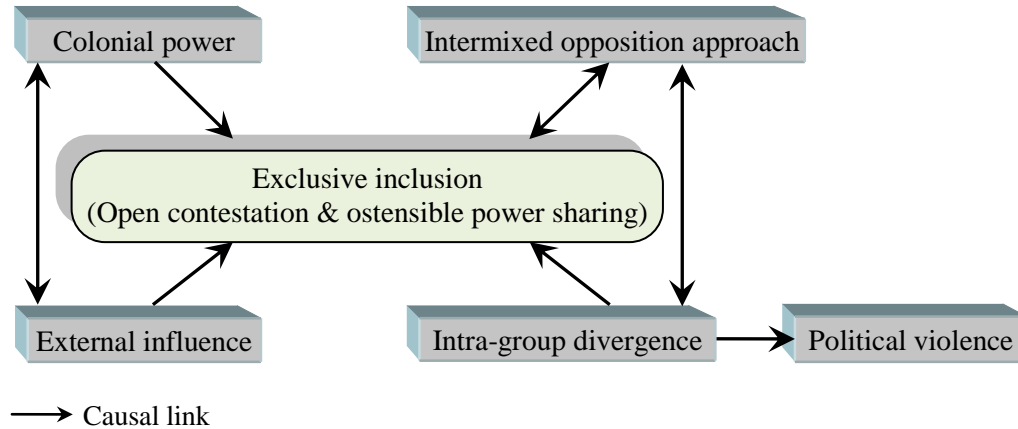 Colonial power
Intermixed opposition approach
Exclusive inclusion
(Open contestation & ostensible power sharing)
External influence
Intra-group divergence
Political violence
Causal link